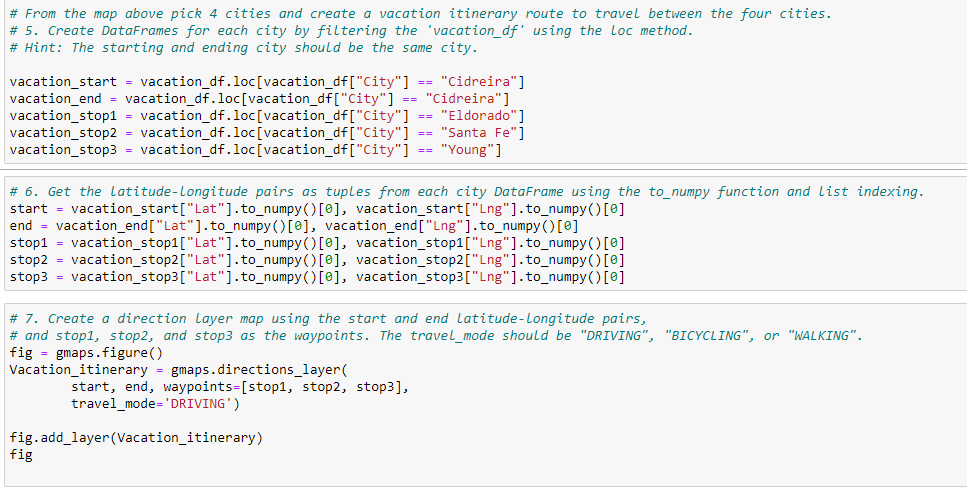 # From the map above pick 4 cities and create a vacation itinerary route to travel between the four cities.
# 5. Create DataFrames for each city by filtering the 'vacation_df' using the loc method.
# Hint: The starting and ending city should be the same city.
vacation_start = vacation_df.loc[vacation_df["City"] == "Cidreira"]
vacation_end = vacation_df.loc[vacation_df["City"] == "Cidreira"]
vacation_stop1 = vacation_df.loc[vacation_df["City"] == "Eldorado"]
vacation_stop2 = vacation_df.loc[vacation_df["City"] == "Santa Fe"]
vacation_stop3 = vacation_df.loc[vacation_df["City"] == "Young"]
# 6. Get the latitude-longitude pairs as tuples from each city DataFrame using the to_numpy function and list indexing.
start = vacation_start["Lat"].to_numpy()[0], vacation_start["Lng"].to_numpy()[0]
end = vacation_end["Lat"].to_numpy()[0], vacation_end["Lng"].to_numpy()[0]
stop1 = vacation_stop1["Lat"].to_numpy()[0], vacation_stop1["Lng"].to_numpy()[0]
stop2 = vacation_stop2["Lat"].to_numpy()[0], vacation_stop2["Lng"].to_numpy()[0]
stop3 = vacation_stop3["Lat"].to_numpy()[0], vacation_stop3["Lng"].to_numpy()[0]
# 7. Create a direction layer map using the start and end latitude-longitude pairs,
# and stop1, stop2, and stop3 as the waypoints. The travel_mode should be "DRIVING", "BICYCLING", or "WALKING".
fig = gmaps.figure()
Vacation_itinerary = gmaps.directions_layer(
        start, end, waypoints=[stop1, stop2, stop3],
        travel_mode='DRIVING')
fig.add_layer(Vacation_itinerary)
fig